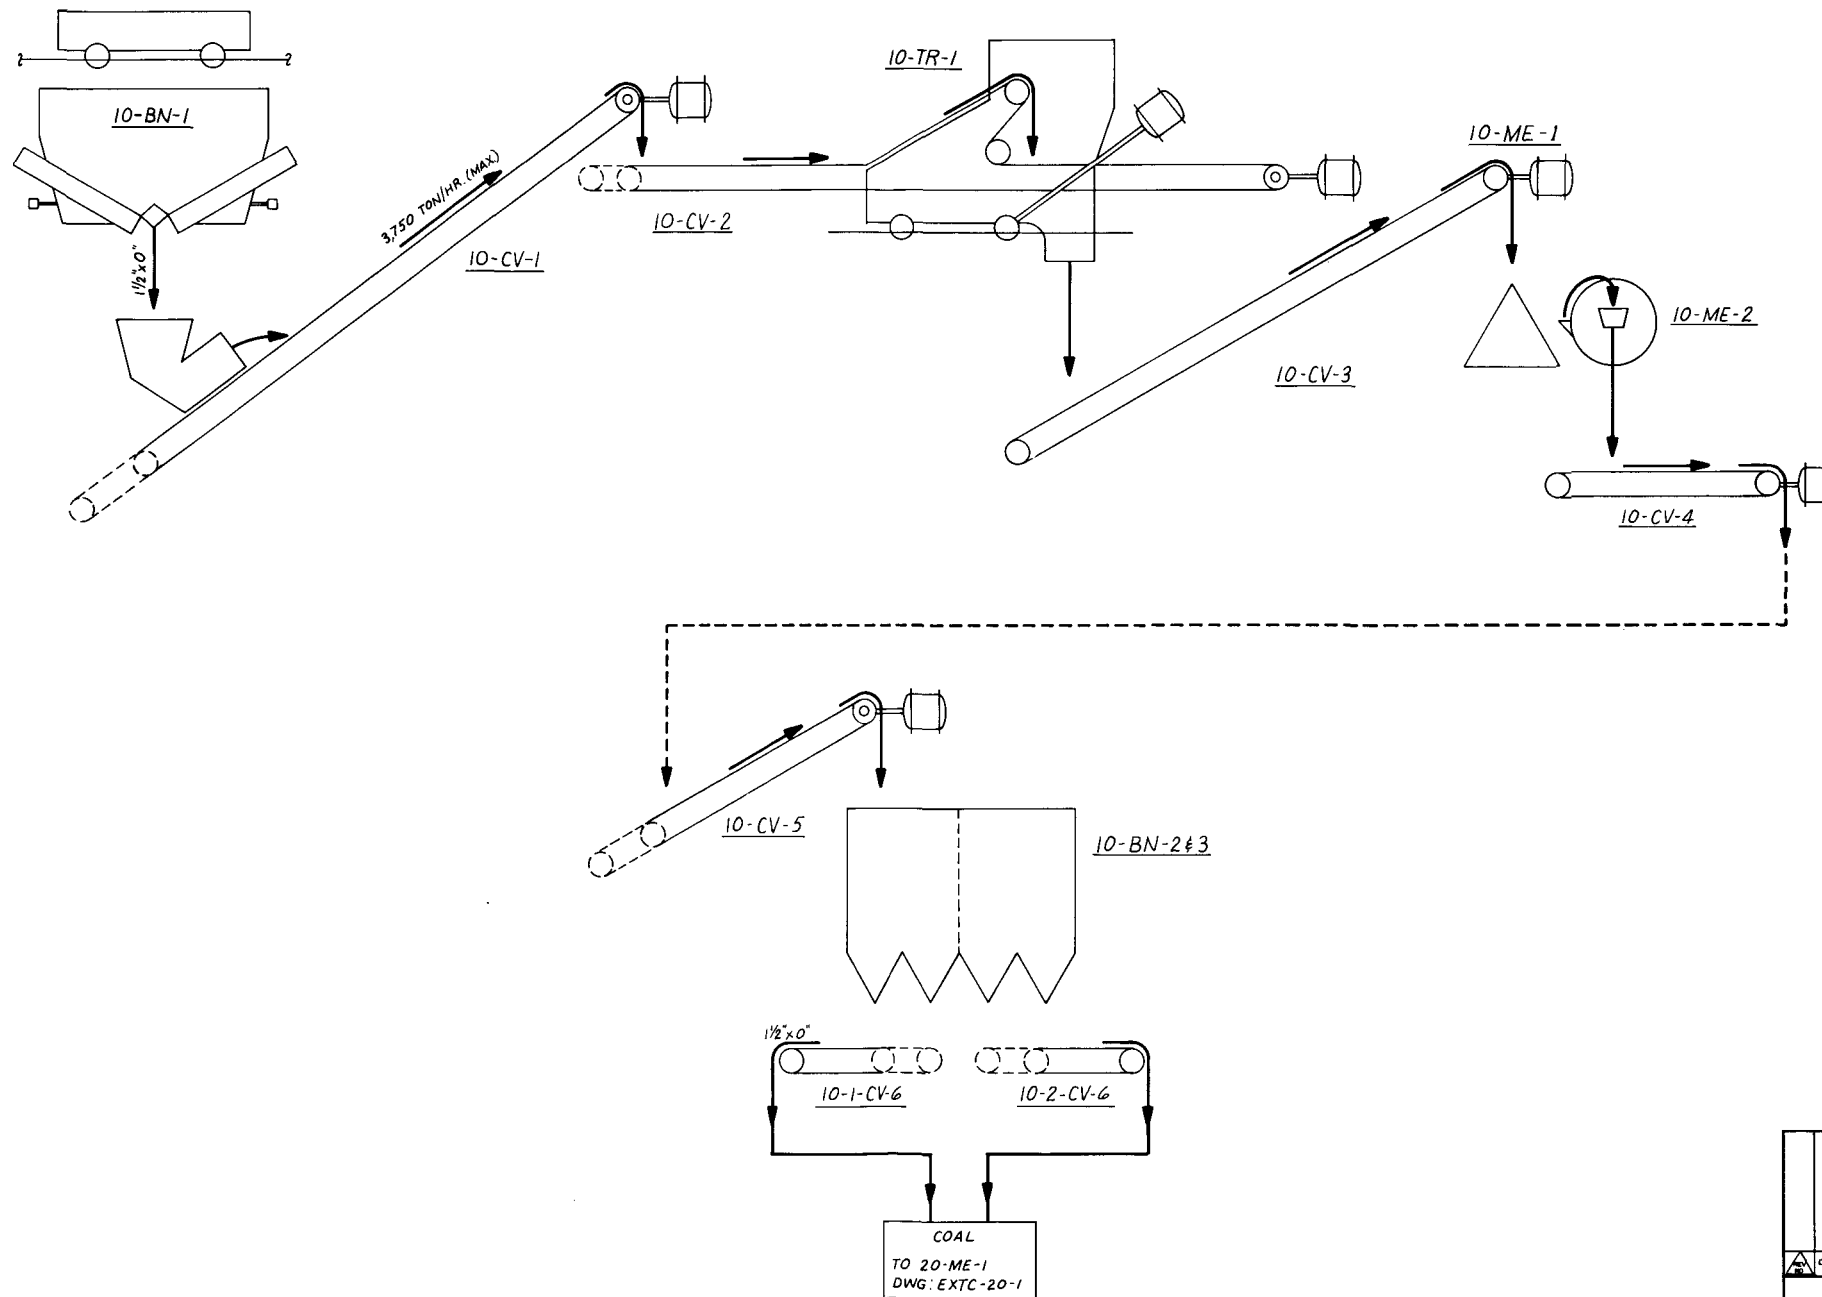 10-BN-1
1½"x0"
3,750 TON/HR. (MAX)
10-CV-1
10-CV-2
10-TR-1
10-CV-3
10-ME-1
10-ME-2
10-CV-4
10-CV-5
10-BN-2&3
1½"x0"
10-1-CV-6
10-2-CV-6
COAL
TO 20-ME-1
DWG: EXTC-20-1
REV
NO